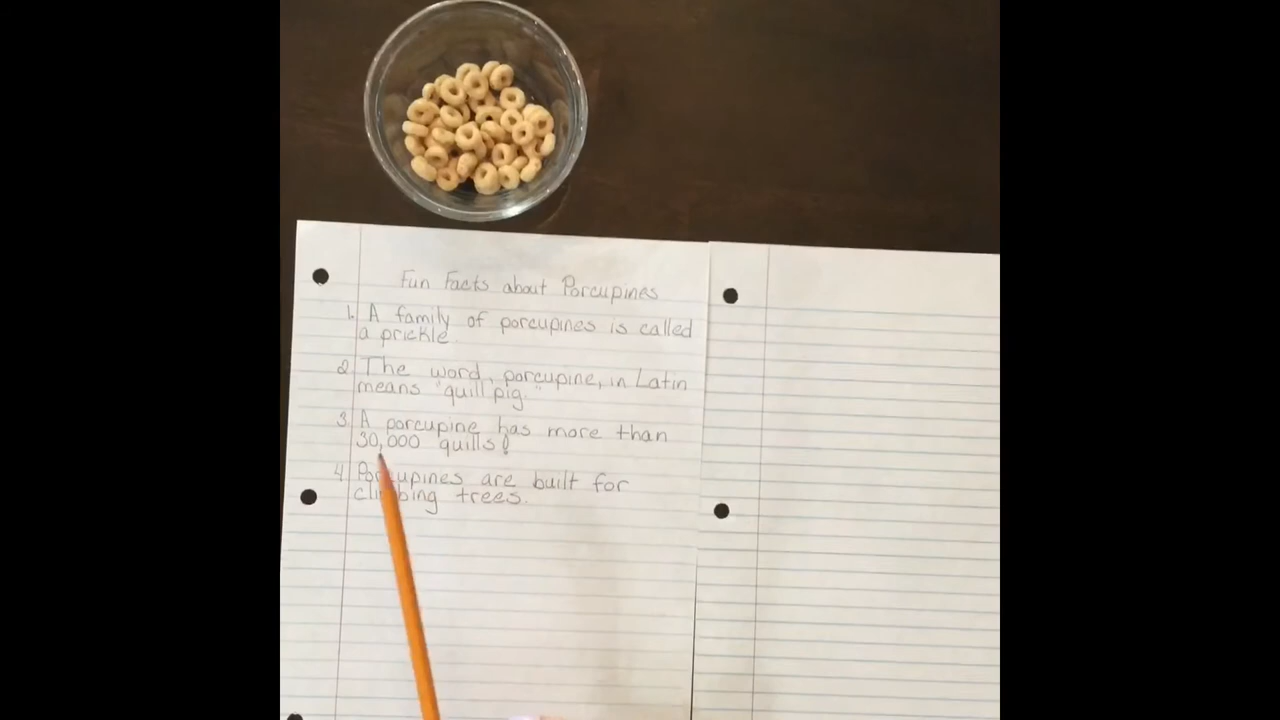 Fun Facts about Porcupines
1. A family of porcupines is called
a prickle.
2 The word, porcupine, in Latin
means "quill pig."
3. A porcupine has more than
30,000 quills!
4. Porcupines are built for
climbing trees.